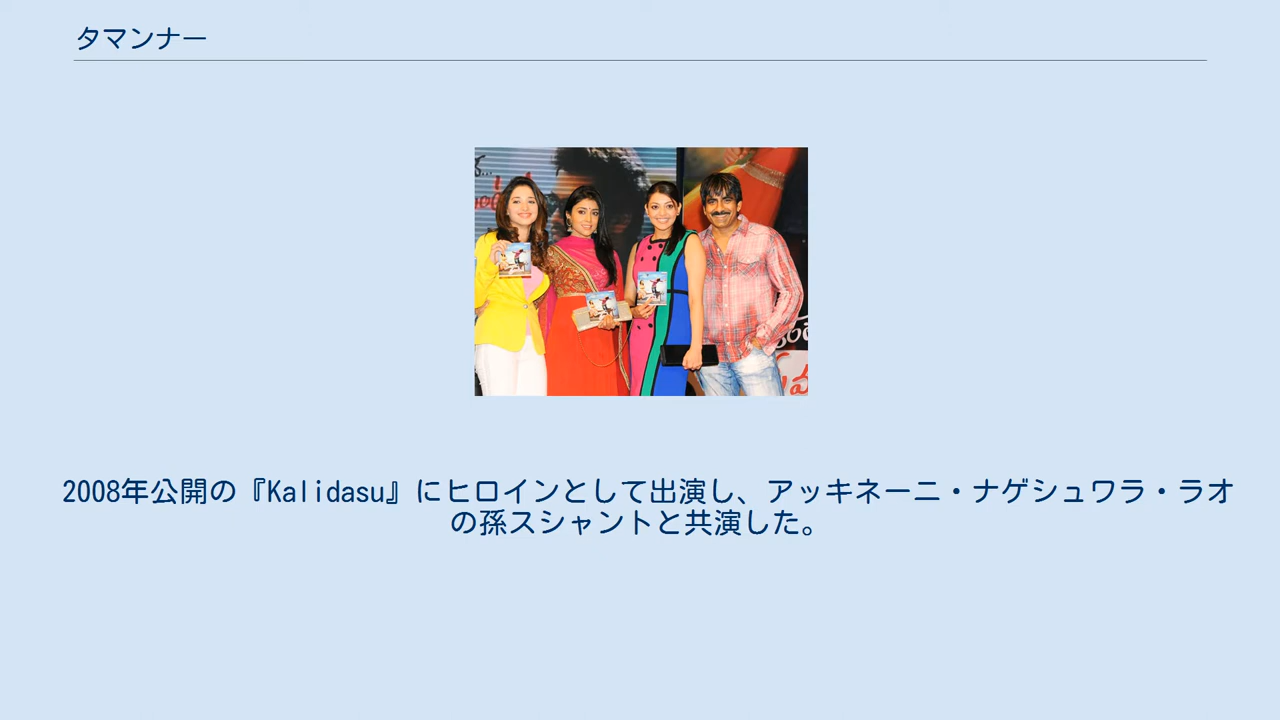 タマンナー
2008年公開の『Kalidasu』にヒロインとして出演し、アッキネーニ・ナゲシュワラ・ラオ
の孫スシャントと共演した。